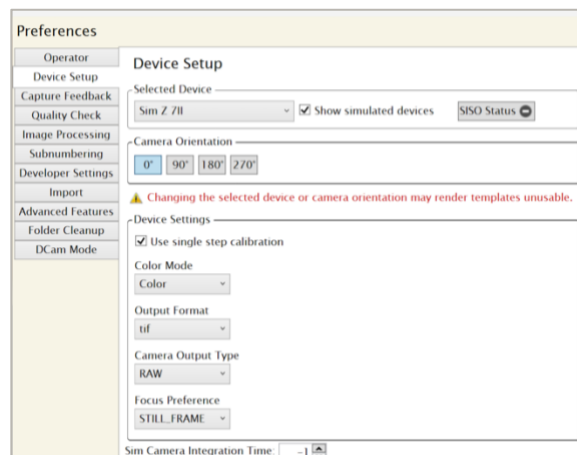 Preferences
Operator
Device Setup
Capture Feedback
Quality Check
Image Processing
Subnumbering
Developer Settings
Import
Advanced Features
Folder Cleanup
DCam Mode
Device Setup
Selected Device
Sim Z 7II
Show simulated devices
SISO Status
Camera Orientation
0° 90° 180° 270°
Changing the selected device or camera orientation may render templates unusable.
Device Settings
Use single step calibration
Color Mode
Color
Output Format
tif
Camera Output Type
RAW
Focus Preference
STILL_FRAME
Sim Camera Integration Time: -1